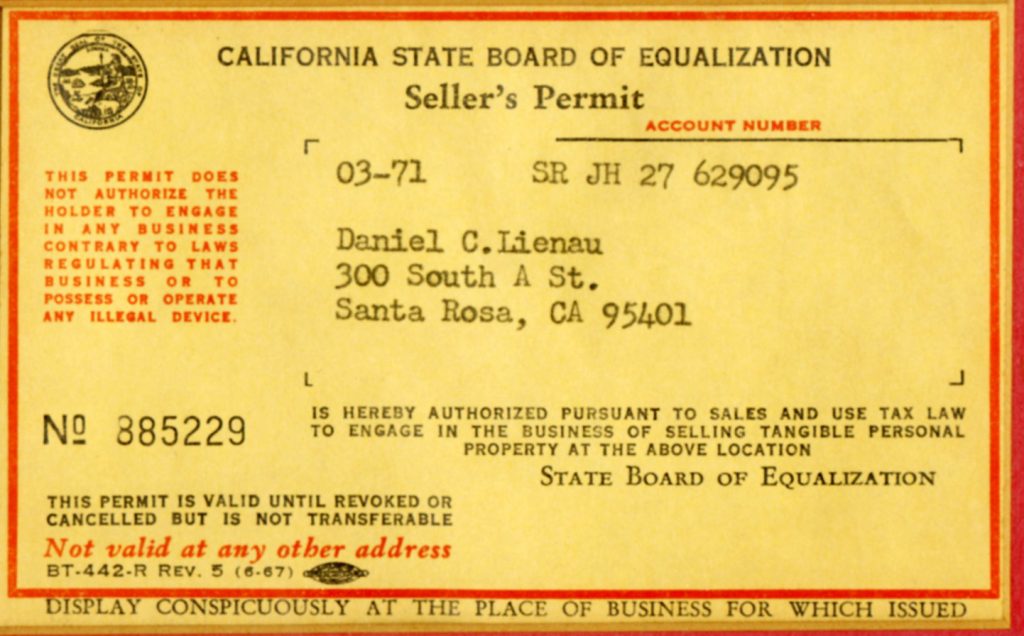 CALIFORNIA STATE BOARD OF EQUALIZATION
Seller's Permit
ACCOUNT NUMBER
03-71 SR JH 27 629095
THIS PERMIT DOES
NOT AUTHORIZE THE
HOLDER TO ENGAGE
IN ANY BUSINESS
CONTRARY TO LAWS
REGULATING THAT
BUSINESS OR TO
POSSESS OR OPERATE
ANY ILLEGAL DEVICE.
Daniel C.Lienau
300 South A St.
Santa Rosa, CA 95401
Nº 885229
IS HEREBY AUTHORIZED PURSUANT TO SALES AND USE TAX LAW
TO ENGAGE IN THE BUSINESS OF SELLING TANGIBLE PERSONAL
PROPERTY AT THE ABOVE LOCATION
STATE BOARD OF EQUALIZATION
THIS PERMIT IS VALID UNTIL REVOKED OR
CANCELLED BUT IS NOT TRANSFERABLE
Not valid at any other address
BT-442-R REV. 5 (6-67)
DISPLAY CONSPICUOUSLY AT THE PLACE OF BUSINESS FOR WHICH ISSUED